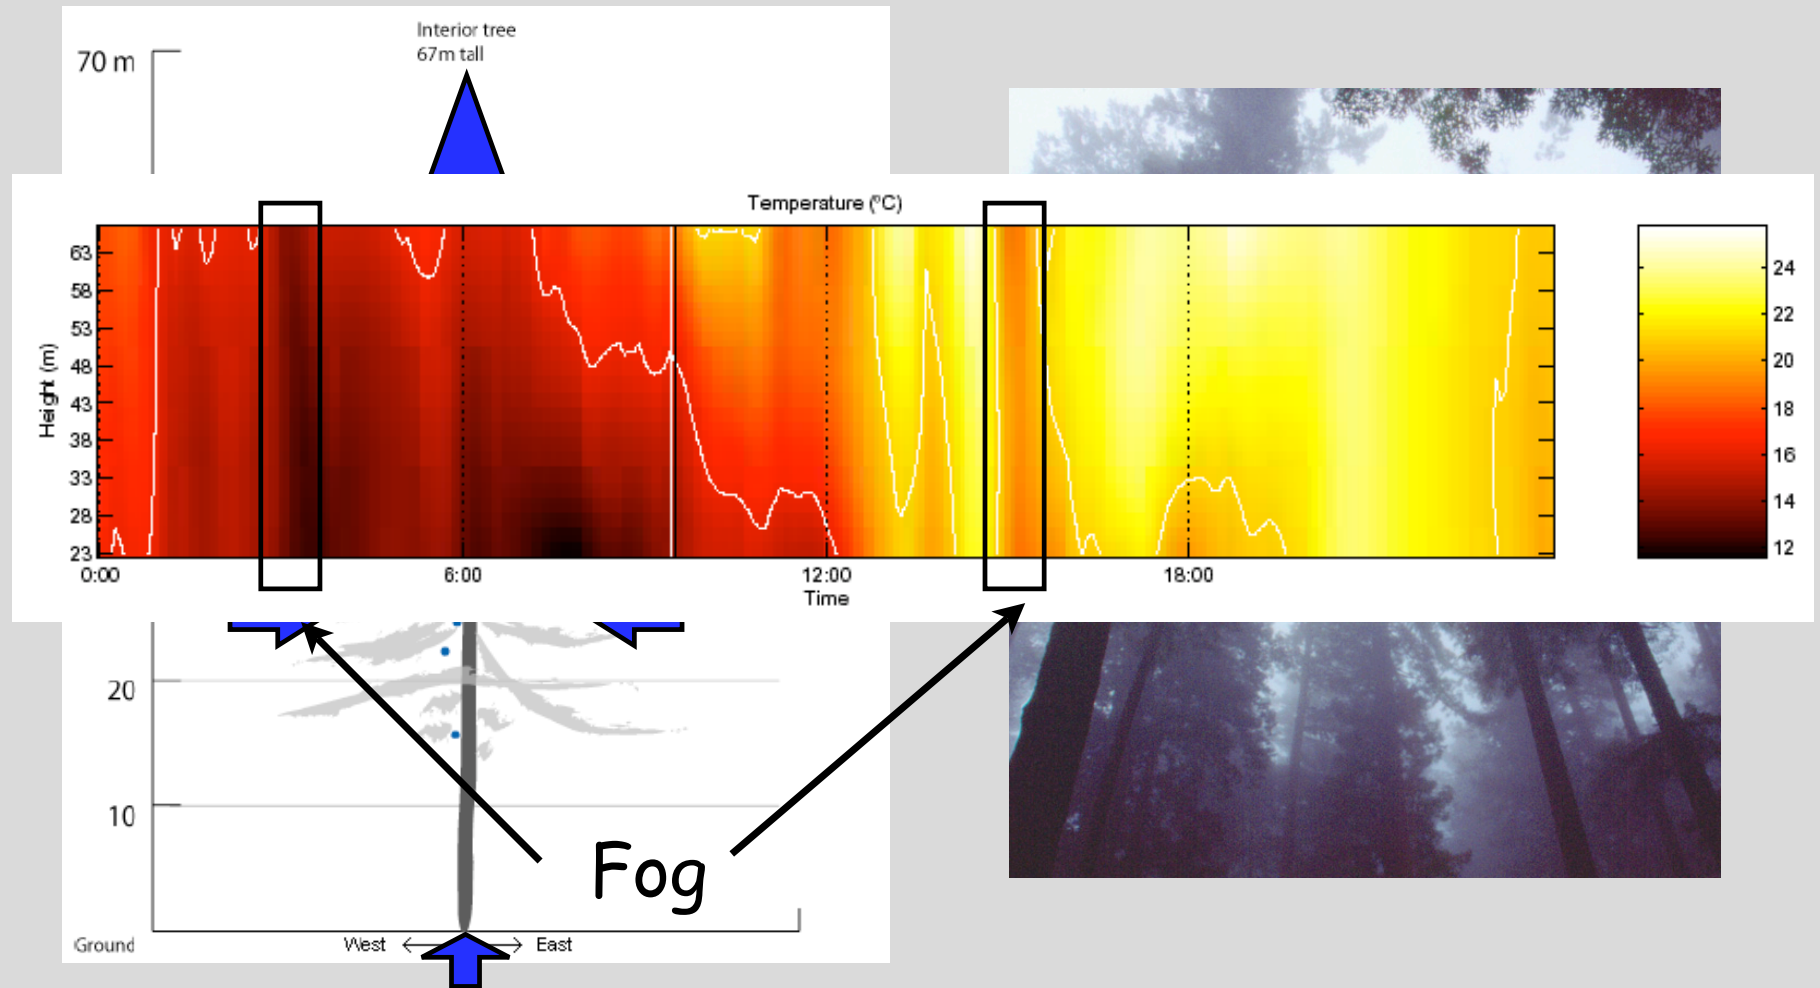 Interior tree
67m tall
70 m
Temperature (°C)
Height (m)
63
58
53
48
43
38
33
28
23
0:00 6:00 12:00 18:00
Time
24
22
20
18
16
14
12
20
10
Fog
Ground
West East